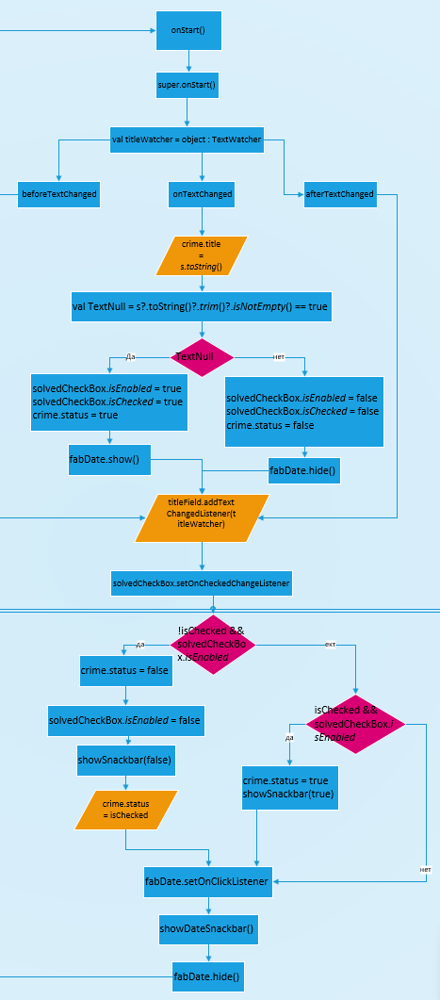 onStart()
super.onStart()
val titleWatcher = object : TextWatcher
beforeTextChanged
onTextChanged
afterTextChanged
crime.title
=
s.toString()
val TextNull = s?.toString()?.trim()?.isNotEmpty() == true
TextNull
Да
нет
solvedCheckBox.isEnabled = true
solvedCheckBox.isChecked = true
crime.status = true
solvedCheckBox.isEnabled = false
solvedCheckBox.isChecked = false
crime.status = false
fabDate.show()
fabDate.hide()
titleField.addText
ChangedListener(t
itleWatcher)
solvedCheckBox.setOnCheckedChangeListener
!isChecked &&
solvedCheckBo
x.isEnabled
да
ект
crime.status = false
isChecked &&
solvedCheckBox.i
sEnabled
solvedCheckBox.isEnabled = false
да
showSnackbar(false)
crime.status = true
showSnackbar(true)
crime.status
= isChecked
нет
fabDate.setOnClickListener
showDateSnackbar()
fabDate.hide()